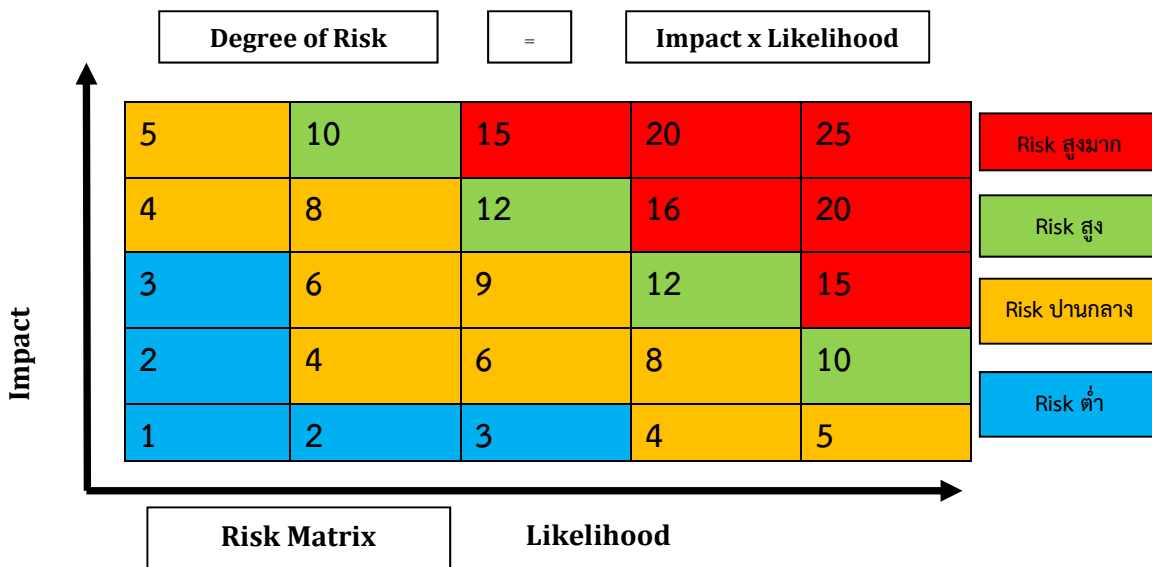 Degree of Risk = Impact x Likelihood
5 10 15 20 25
Risk สูงมาก
4 8 12 16 20
Risk สูง
3 6 9 12 15
Risk ปานกลาง
2 4 6 8 10
Risk ต่ำ
1 2 3 4 5
Impact
Risk Matrix
Likelihood